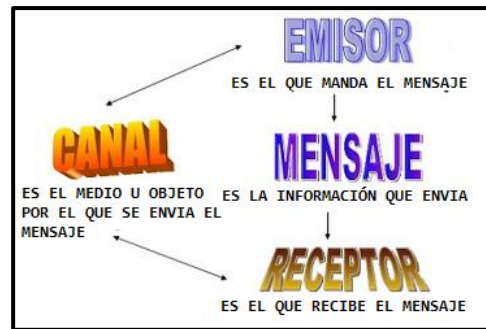 EMISOR
ES EL QUE MANDA EL MENSAJE
CANAL
ES EL MEDIO U OBJETO
POR EL QUE SE ENVIA EL
MENSAJE
MENSAJE
ES LA INFORMACIÓN QUE ENVIA
RECEPTOR
ES EL QUE RECIBE EL MENSAJE